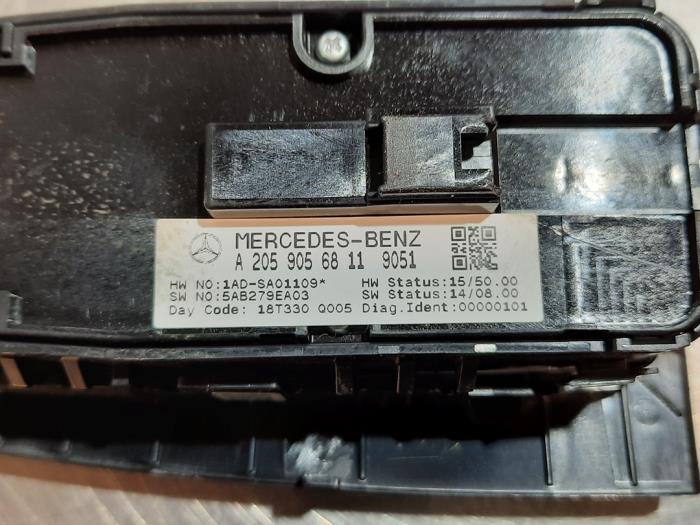 MERCEDES-BENZ
A 205 905 68 11 9051
HW NO:1AD-SA01109* HW Status:15/50.00
SW NO:5AB279EA03 SW Status:14/08.00
Day Code: 18T330 Q005 Diag.Ident:00000101